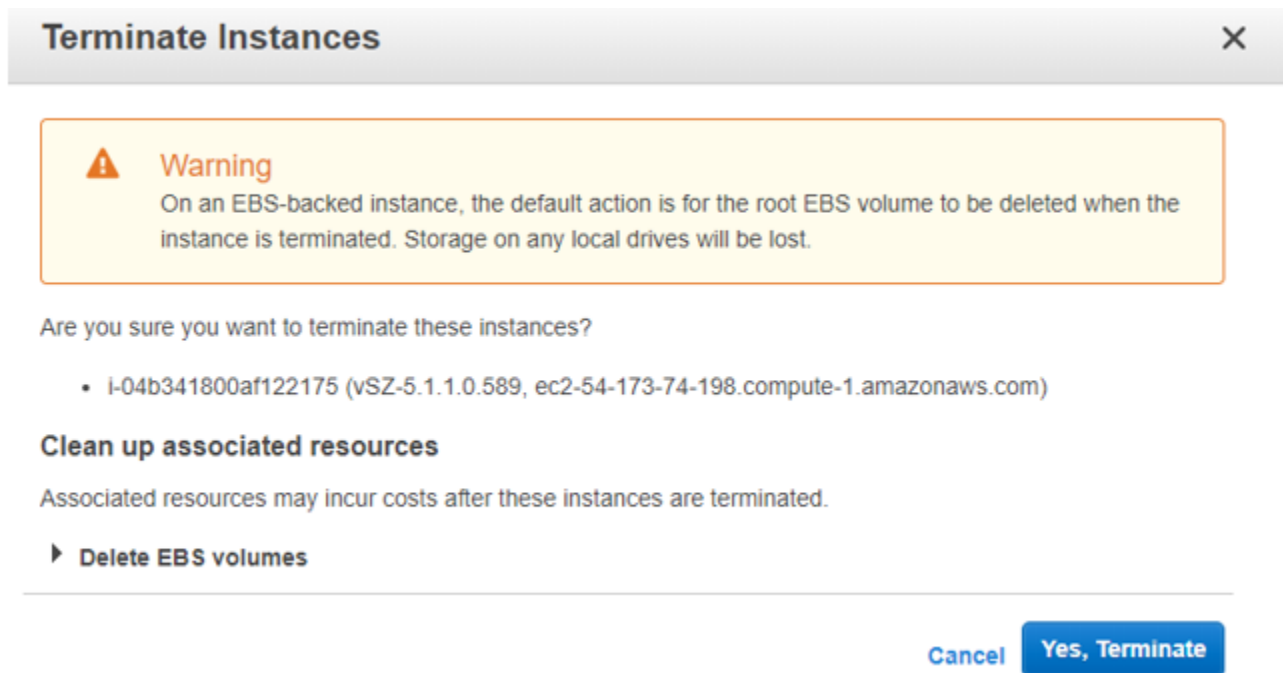 Terminate Instances
Warning
On an EBS-backed instance, the default action is for the root EBS volume to be deleted when the
instance is terminated. Storage on any local drives will be lost.
Are you sure you want to terminate these instances?
• i-04b341800af122175 (vSZ-5.1.1.0.589, ec2-54-173-74-198.compute-1.amazonaws.com)
Clean up associated resources
Associated resources may incur costs after these instances are terminated.
Delete EBS volumes
Cancel Yes, Terminate